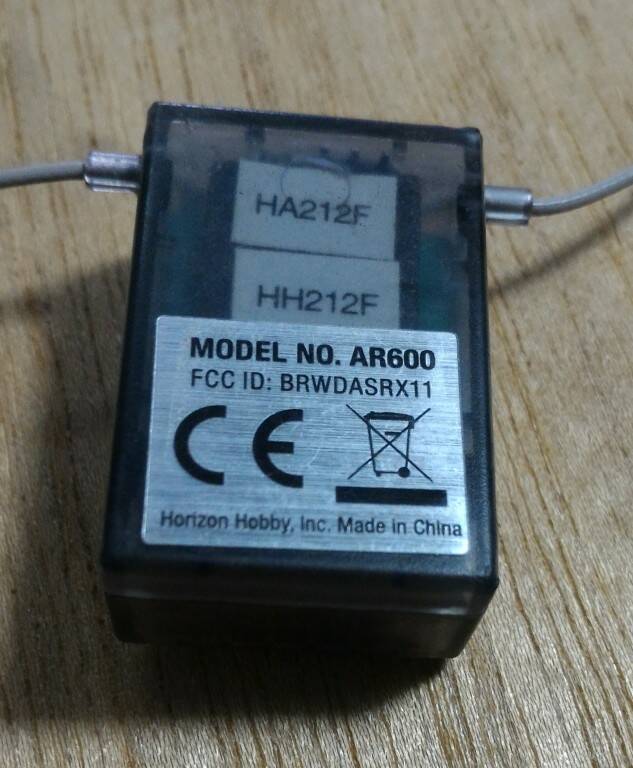 HA212F
HH212F
MODEL NO. AR600
FCC ID: BRWDASRX11
CE
Horizon Hobby, Inc. Made in China